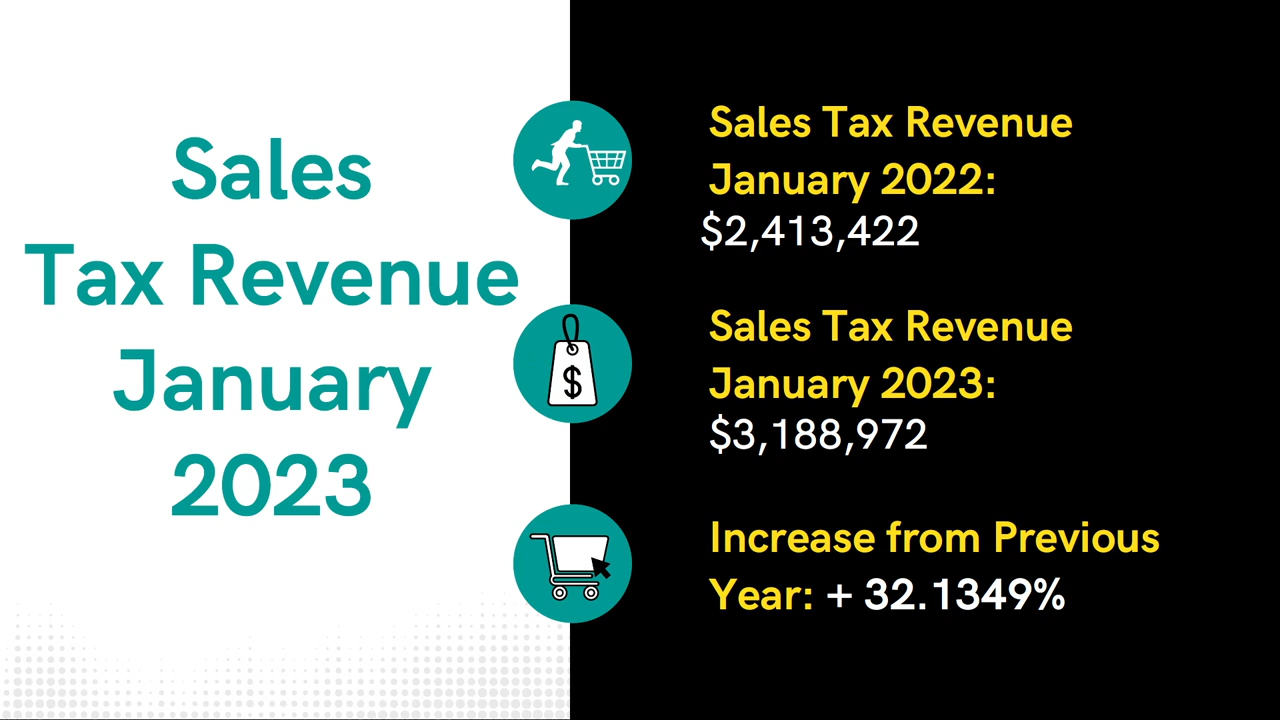 Sales
Tax Revenue
January
2023
Sales Tax Revenue
January 2022:
$2,413,422
$
Sales Tax Revenue
January 2023:
$3,188,972
Increase from Previous
Year: + 32.1349%